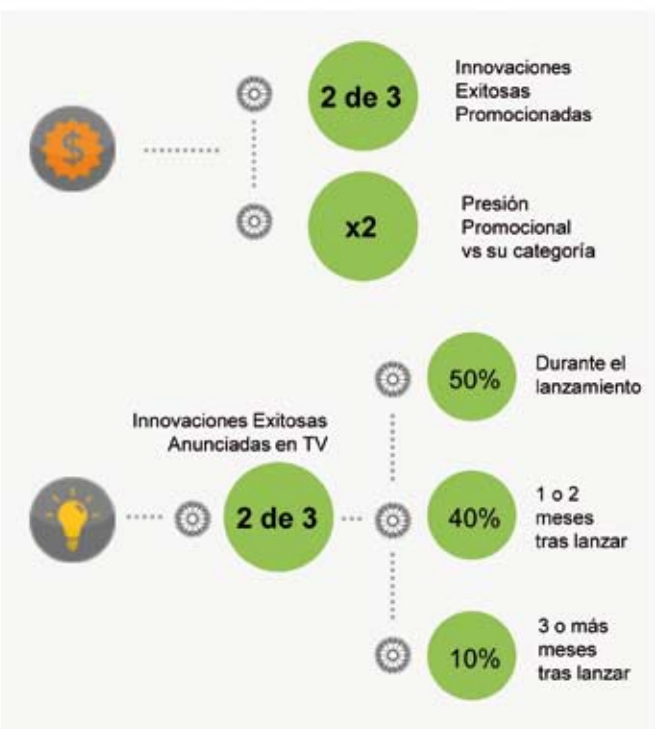 $
2 de 3
Innovaciones
Exitosas
Promocionadas
x2
Presión
Promocional
vs su categoría
Innovaciones Exitosas
Anunciadas en TV
2 de 3
50%
Durante el
lanzamiento
40%
1 o 2
meses
tras lanzar
10%
3 o más
meses
tras lanzar